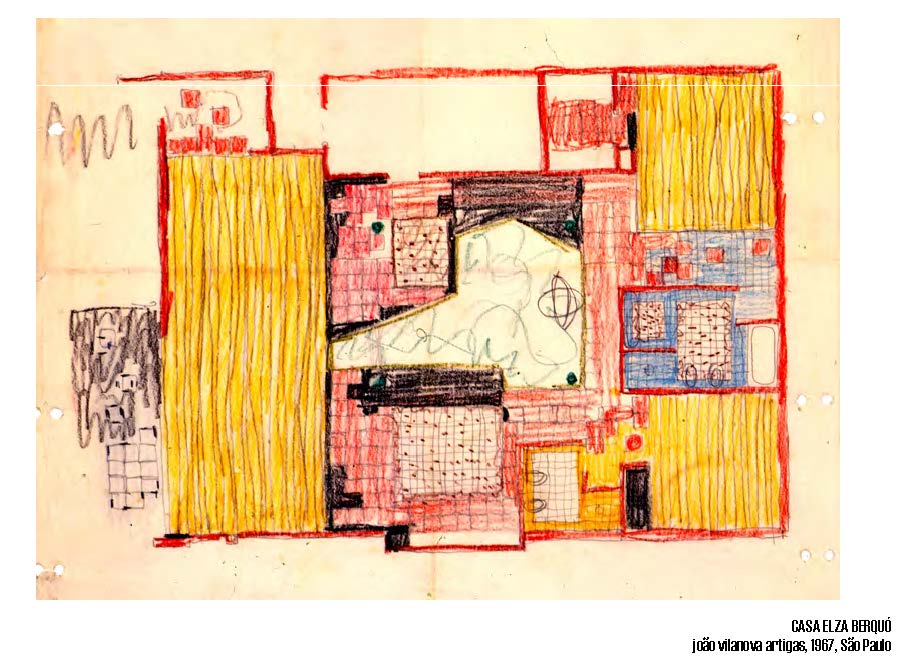 CASA ELZA BERQUÓ
joão vilanova artigas, 1967, São Paulo